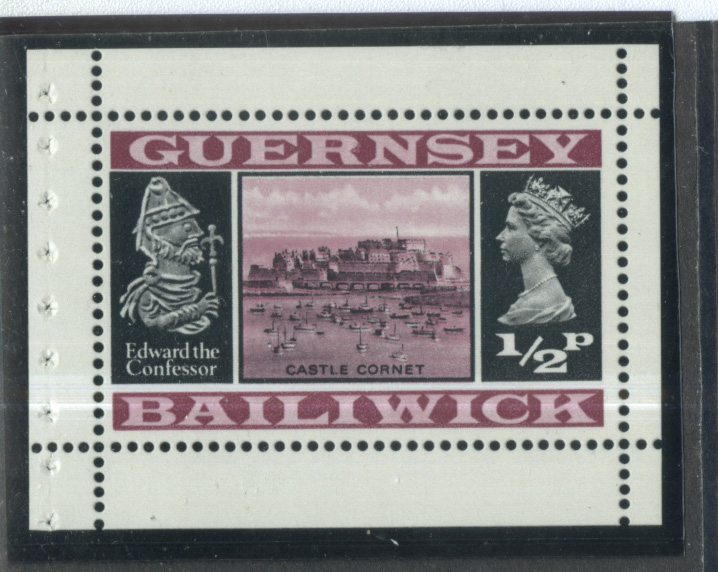 GUERNSEY
Edward the
Confessor
CASTLE CORNET
1/2P
BAILIWICK